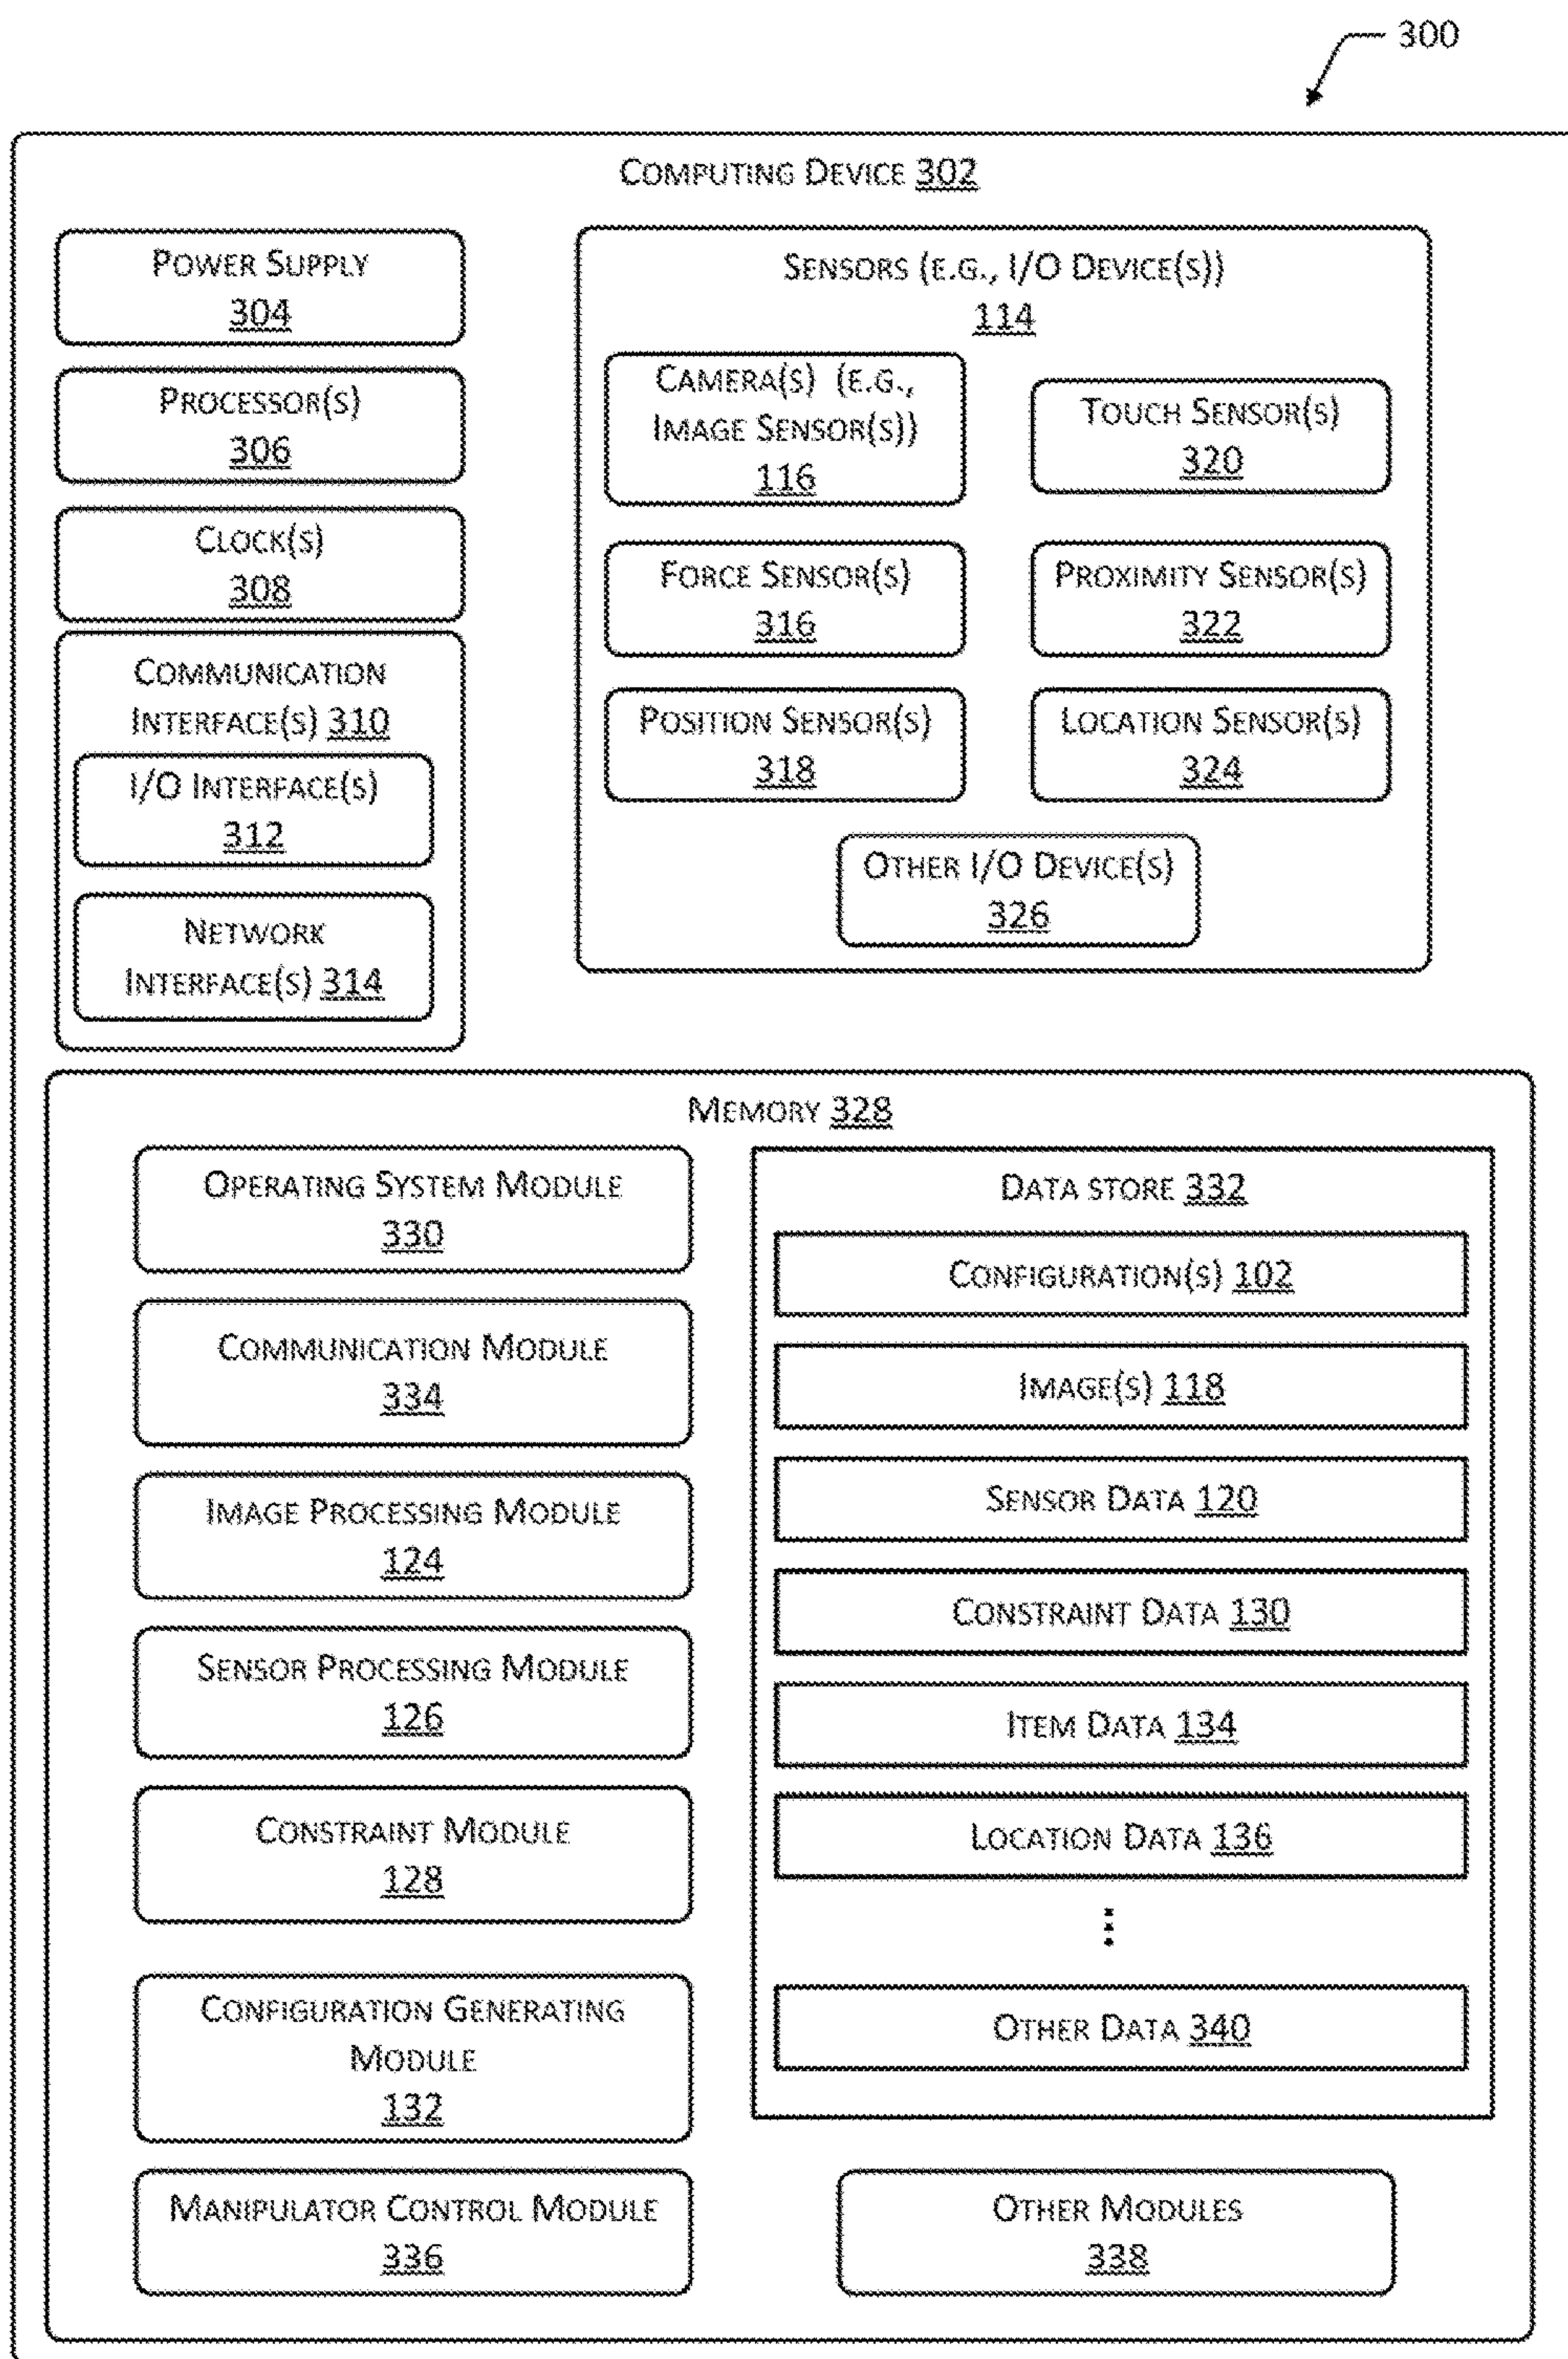 300
COMPUTING DEVICE 302
POWER SUPPLY
304
PROCESSOR(S)
306
CLOCK(S)
308
COMMUNICATION
INTERFACE(S) 310
I/O INTERFACE(S)
312
NETWORK
INTERFACE(S) 314
SENSORS (E.G., I/O DEVICE(S))
114
CAMERA(S) (E.G.,
IMAGE SENSOR(S))
116
TOUCH SENSOR(S)
320
FORCE SENSOR(S)
316
PROXIMITY SENSOR(S)
322
POSITION SENSOR(S)
318
LOCATION SENSOR(S)
324
OTHER I/O DEVICE(S)
326
MEMORY 328
OPERATING SYSTEM MODULE
330
COMMUNICATION MODULE
334
IMAGE PROCESSING MODULE
124
SENSOR PROCESSING MODULE
126
CONSTRAINT MODULE
128
CONFIGURATION GENERATING
MODULE
132
MANIPULATOR CONTROL MODULE
336
DATA STORE 332
CONFIGURATION(S) 102
IMAGE(S) 118
SENSOR DATA 120
CONSTRAINT DATA 130
ITEM DATA 134
LOCATION DATA 136
⋮
OTHER DATA 340
OTHER MODULES
338